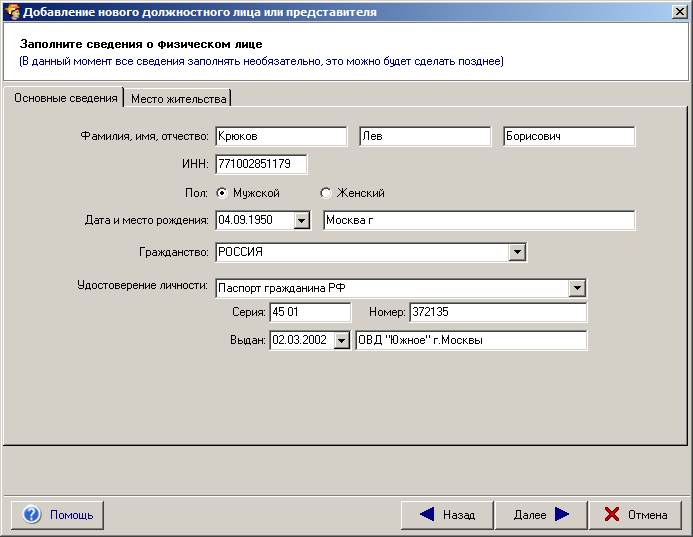 Добавление нового должностного лица или представителя
Заполните сведения о физическом лице
(В данный момент все сведения заполнять необязательно, это можно будет сделать позднее)
Основные сведения Место жительства
Фамилия, имя, отчество: Крюков Лев Борисович
ИНН: 771002851179
Пол: Мужской Женский
Дата и место рождения: 04.09.1950 Москва г
Гражданство: РОССИЯ
Удостоверение личности: Паспорт гражданина РФ
Серия: 45 01 Номер: 372135
Выдан: 02.03.2002 ОВД "Южное" г.Москвы
Помощь Назад Далее Отмена